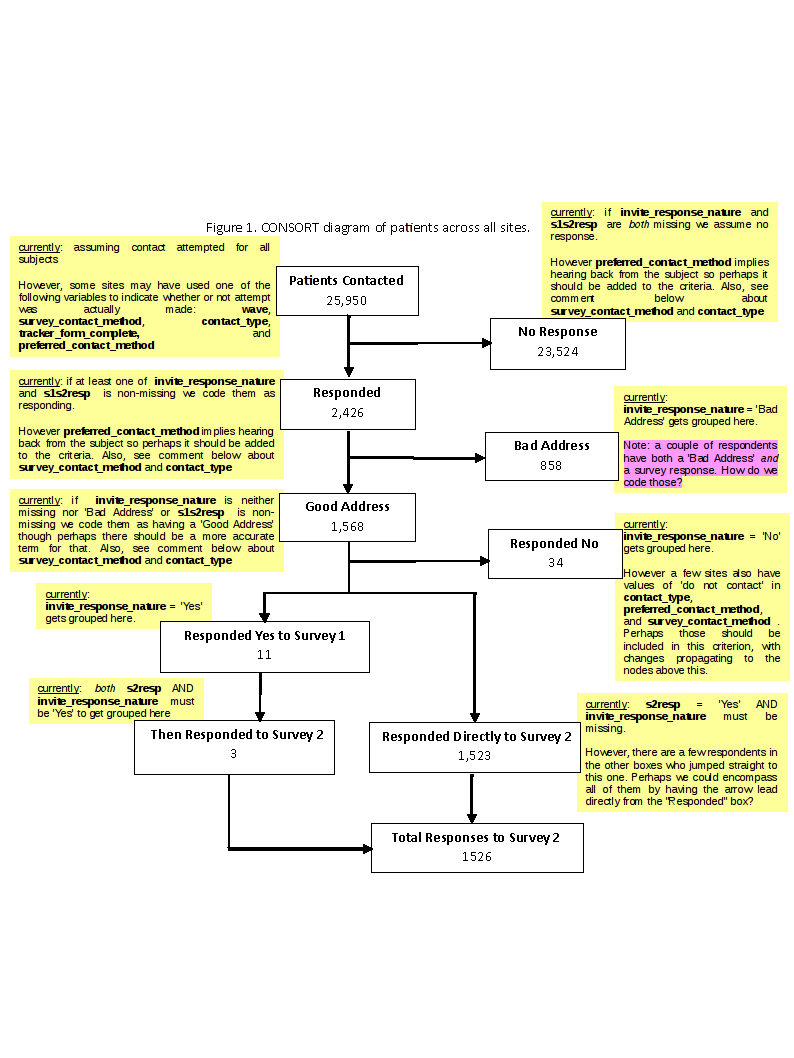 Figure 1. CONSORT diagram of patients across all sites.
currently: assuming contact attempted for all
subjects
However, some sites may have used one of the
following variables to indicate whether or not attempt
was actually made: wave,
survey_contact_method, contact_type,
tracker_form_complete, and
preferred_contact_method
currently: if invite_response_nature and
s1s2resp are both missing we assume no
response.
However preferred_contact_method implies
hearing back from the subject so perhaps it
should be added to the criteria. Also, see
comment below about
survey_contact_method and contact_type
Patients Contacted
25,950
No Response
23,524
currently: if at least one of invite_response_nature
and s1s2resp is non-missing we code them as
responding.
However preferred_contact_method implies hearing
back from the subject so perhaps it should be added
to the criteria. Also, see comment below about
survey_contact_method and contact_type
Responded
2,426
currently:
invite_response_nature = 'Bad
Address' gets grouped here.
Note: a couple of respondents
have both a 'Bad Address' and
a survey response. How do we
code those?
Bad Address
858
currently: if invite_response_nature is neither
missing nor 'Bad Address' or s1s2resp is non-
missing we code them as having a 'Good Address'
though perhaps there should be a more accurate
term for that. Also, see comment below about
survey_contact_method and contact_type
Good Address
1,568
Responded No
34
currently:
invite_response_nature = 'No'
gets grouped here.
However a few sites also have
values of 'do not contact' in
contact_type,
preferred_contact_method,
and survey_contact_method .
Perhaps those should be
included in this criterion, with
changes propagating to the
nodes above this.
currently:
invite_response_nature = 'Yes'
gets grouped here.
Responded Yes to Survey 1
11
currently: both s2resp AND
invite_response_nature must
be 'Yes' to get grouped here
Then Responded to Survey 2
3
Responded Directly to Survey 2
1,523
currently: s2resp = 'Yes' AND
invite_response_nature must be
missing.
However, there are a few respondents in
the other boxes who jumped straight to
this one. Perhaps we could encompass
all of them by having the arrow lead
directly from the "Responded" box?
Total Responses to Survey 2
1526